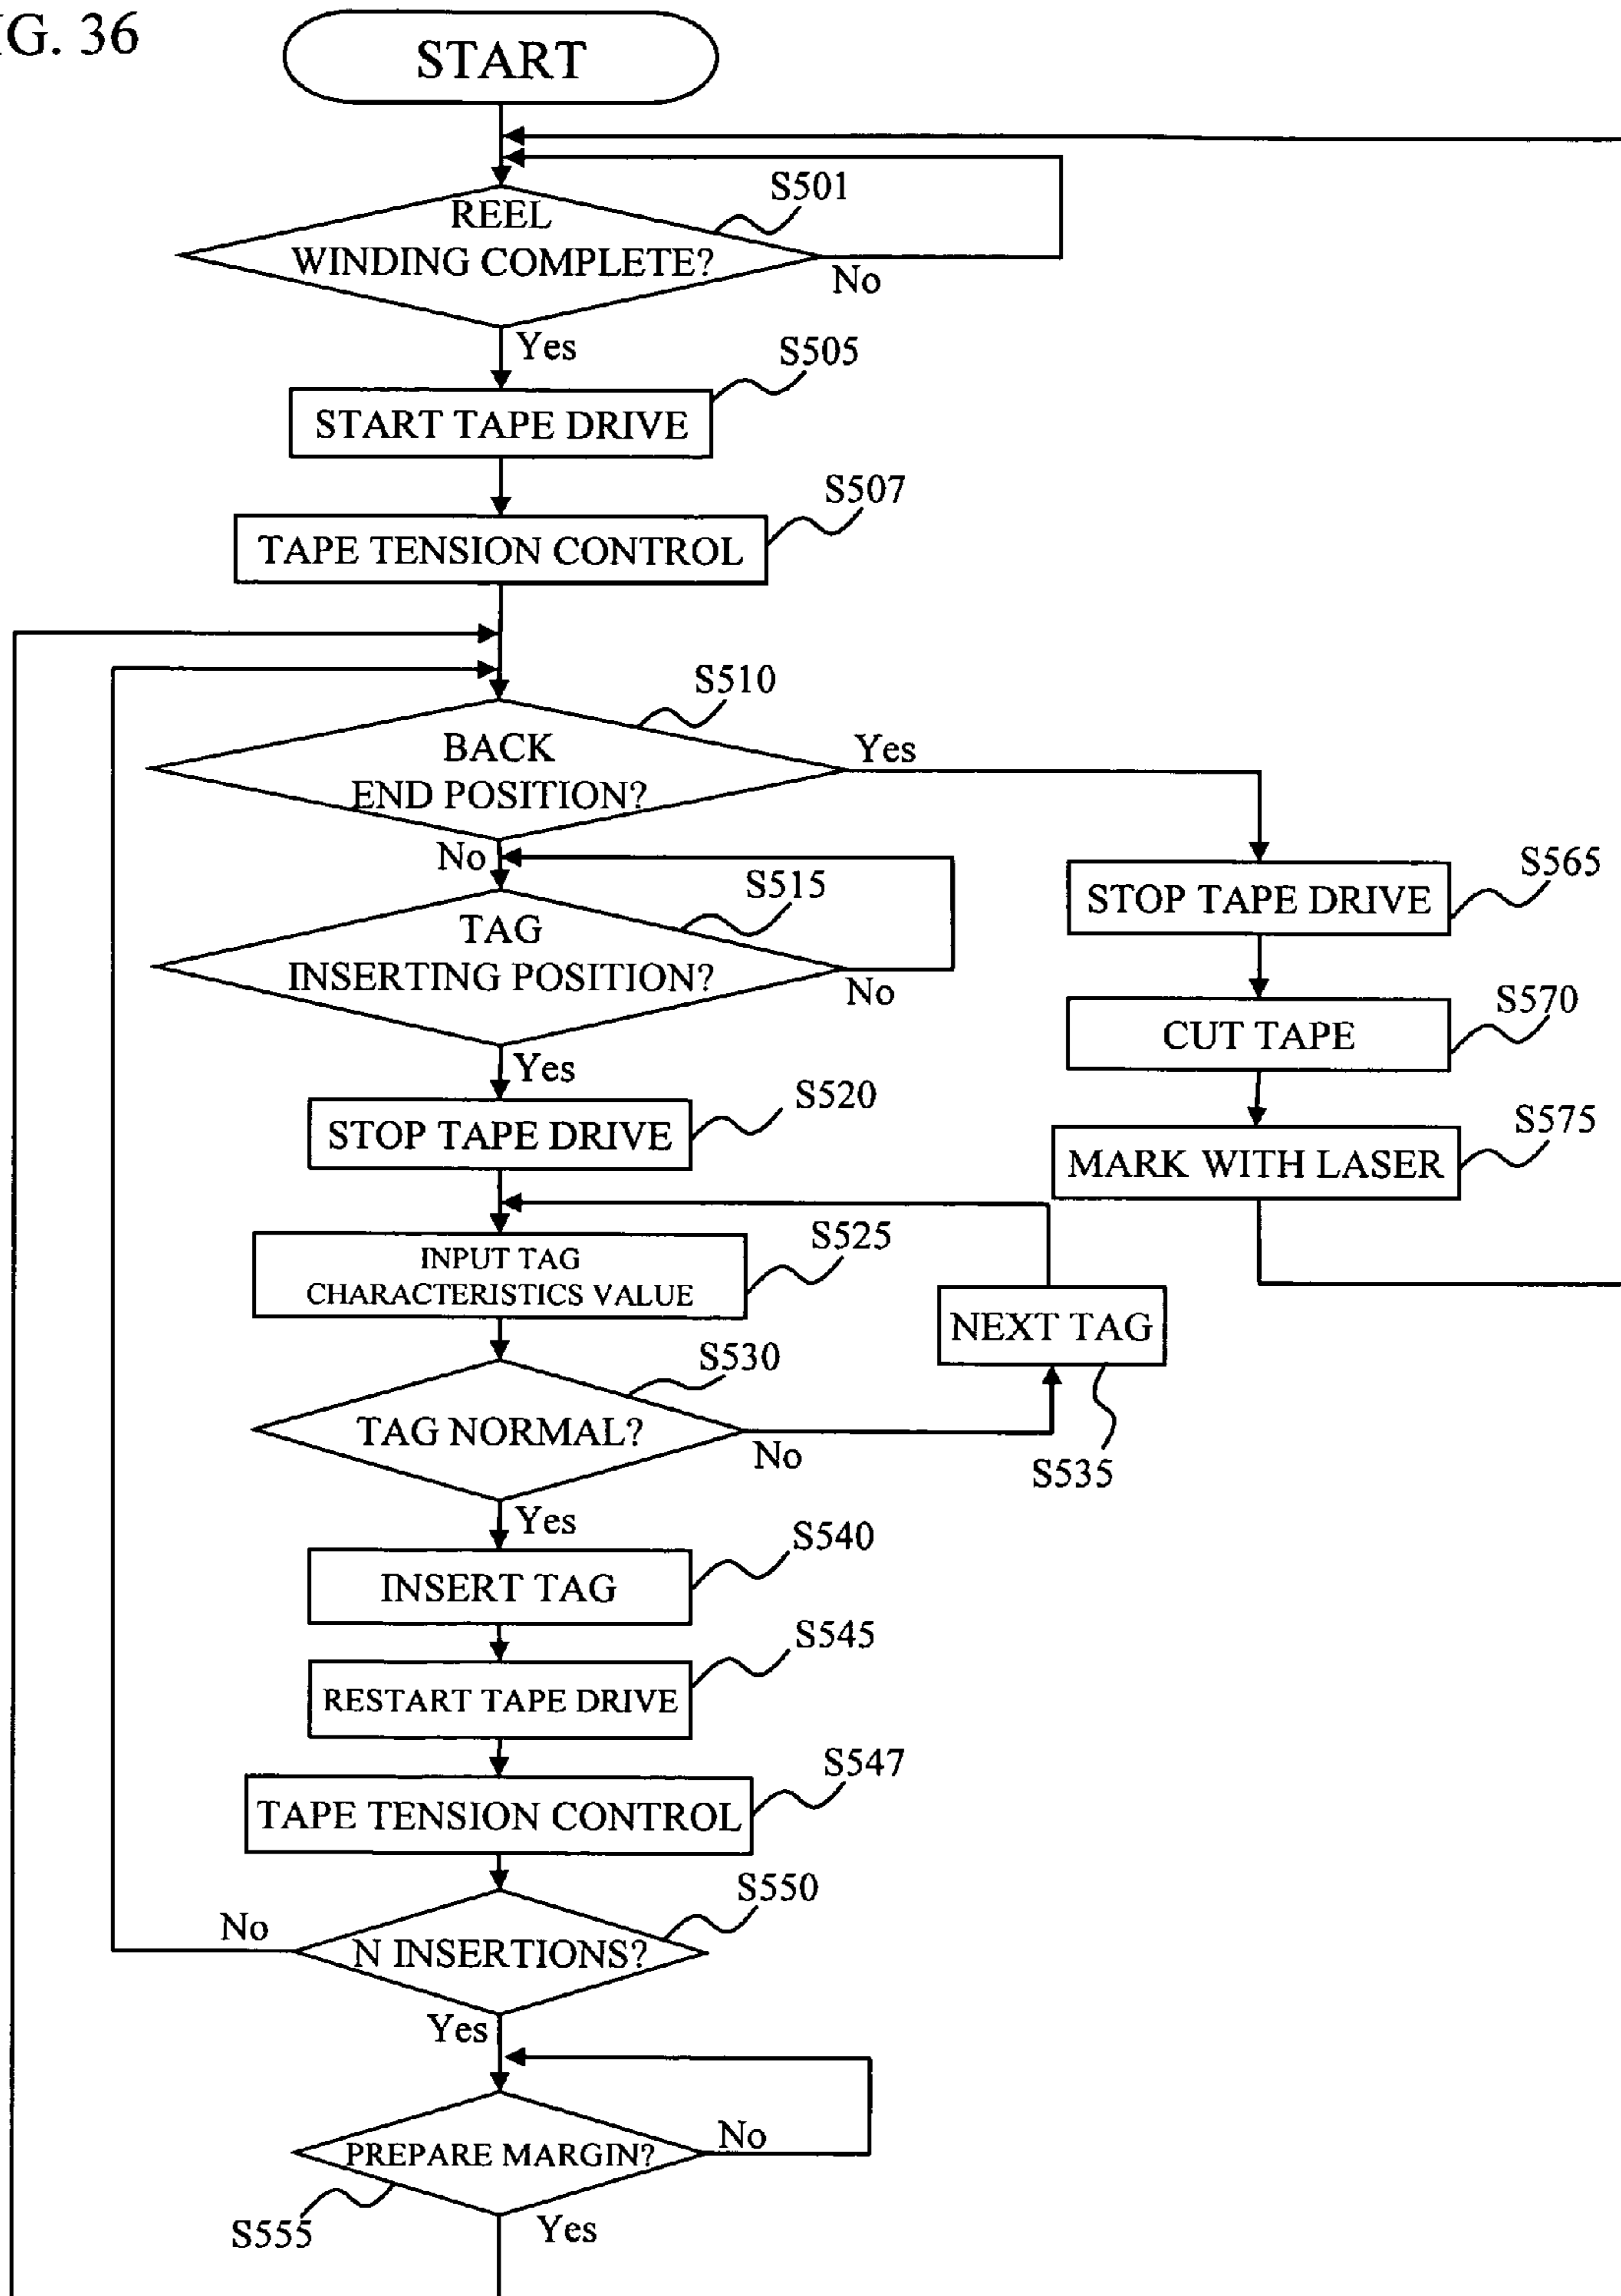 IG. 36
START
S501
REEL
WINDING COMPLETE?
No
Yes
S505
START TAPE DRIVE
S507
TAPE TENSION CONTROL
S510
BACK
END POSITION?
Yes
No
S515
TAG
INSERTING POSITION?
No
Yes
S565
STOP TAPE DRIVE
S570
CUT TAPE
S575
MARK WITH LASER
S520
STOP TAPE DRIVE
S525
INPUT TAG
CHARACTERISTICS VALUE
NEXT TAG
S535
S530
TAG NORMAL?
No
Yes
S540
INSERT TAG
S545
RESTART TAPE DRIVE
S547
TAPE TENSION CONTROL
S550
No
N INSERTIONS?
Yes
PREPARE MARGIN?
No
S555
Yes